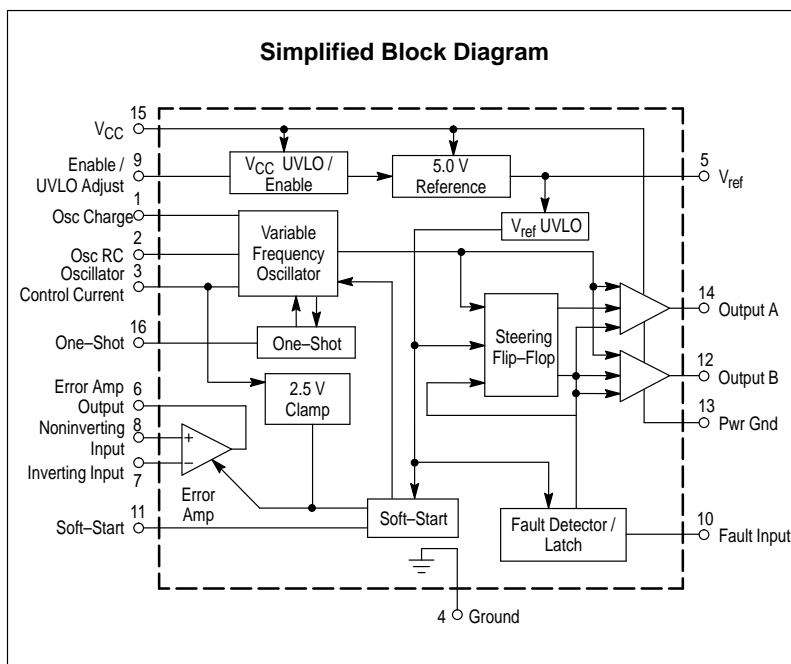 Simplified Block Diagram
15
VCC
Enable /
UVLO Adjust
9
1
Osc Charge
2
Osc RC
Oscillator
Control Current
3
16
One–Shot
Error Amp
Output
6
Noninverting
Input
8
Inverting Input
7
11
Soft–Start
VCC UVLO /
Enable
5.0 V
Reference
Vref UVLO
Variable
Frequency
Oscillator
One–Shot
2.5 V
Clamp
+
–
Error
Amp
Soft–Start
Steering
Flip–Flop
Fault Detector /
Latch
5
Vref
14
Output A
12
Output B
13
Pwr Gnd
10
Fault Input
4
Ground